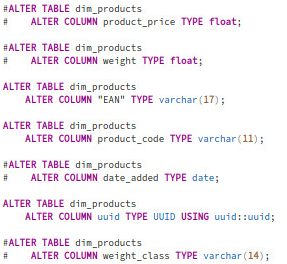 #ALTER TABLE dim_products
#    ALTER COLUMN product_price TYPE float;
#ALTER TABLE dim_products
#    ALTER COLUMN weight TYPE float;
ALTER TABLE dim_products
    ALTER COLUMN "EAN" TYPE varchar(17);
ALTER TABLE dim_products
    ALTER COLUMN product_code TYPE varchar(11);
#ALTER TABLE dim_products
#    ALTER COLUMN date_added TYPE date;
ALTER TABLE dim_products
    ALTER COLUMN uuid TYPE UUID USING uuid::uuid;
#ALTER TABLE dim_products
#    ALTER COLUMN weight_class TYPE varchar(14);